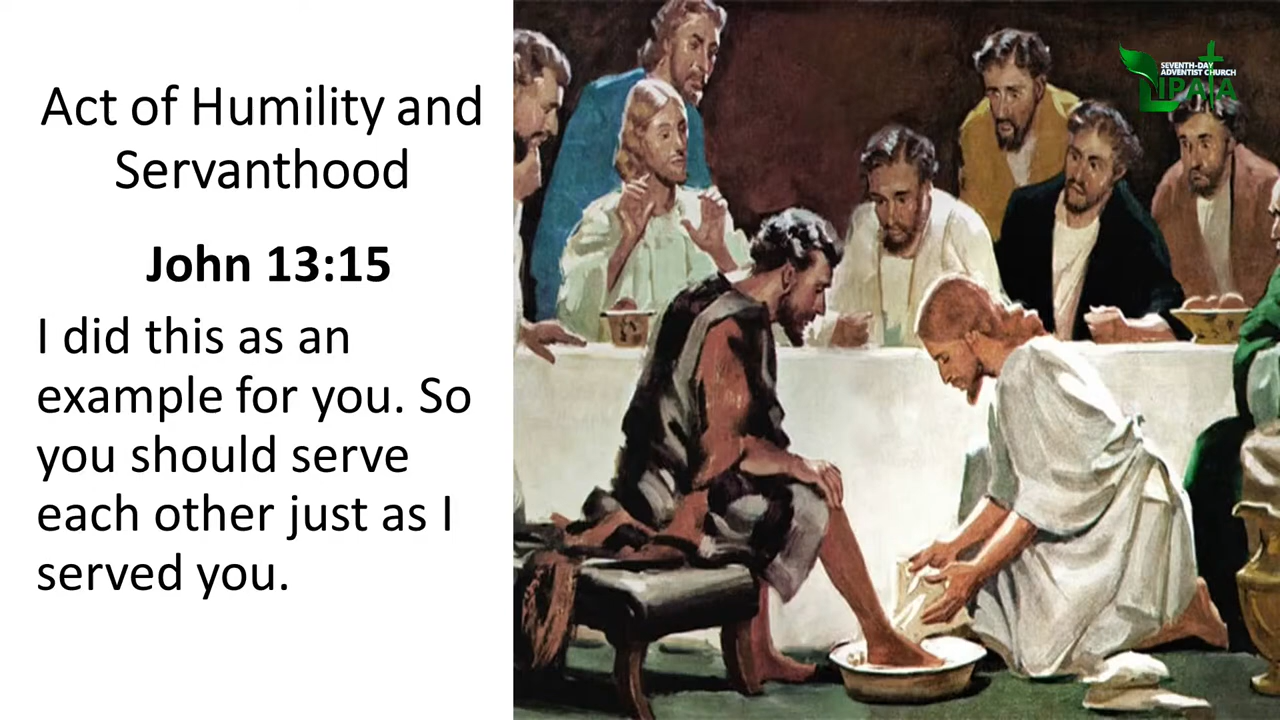 Act of Humility and
Servanthood
John 13:15
I did this as an
example for you. So
you should serve
each other just as I
served you.
SEVENTH-DAY
ADVENTIST CHURCH
LIPATA